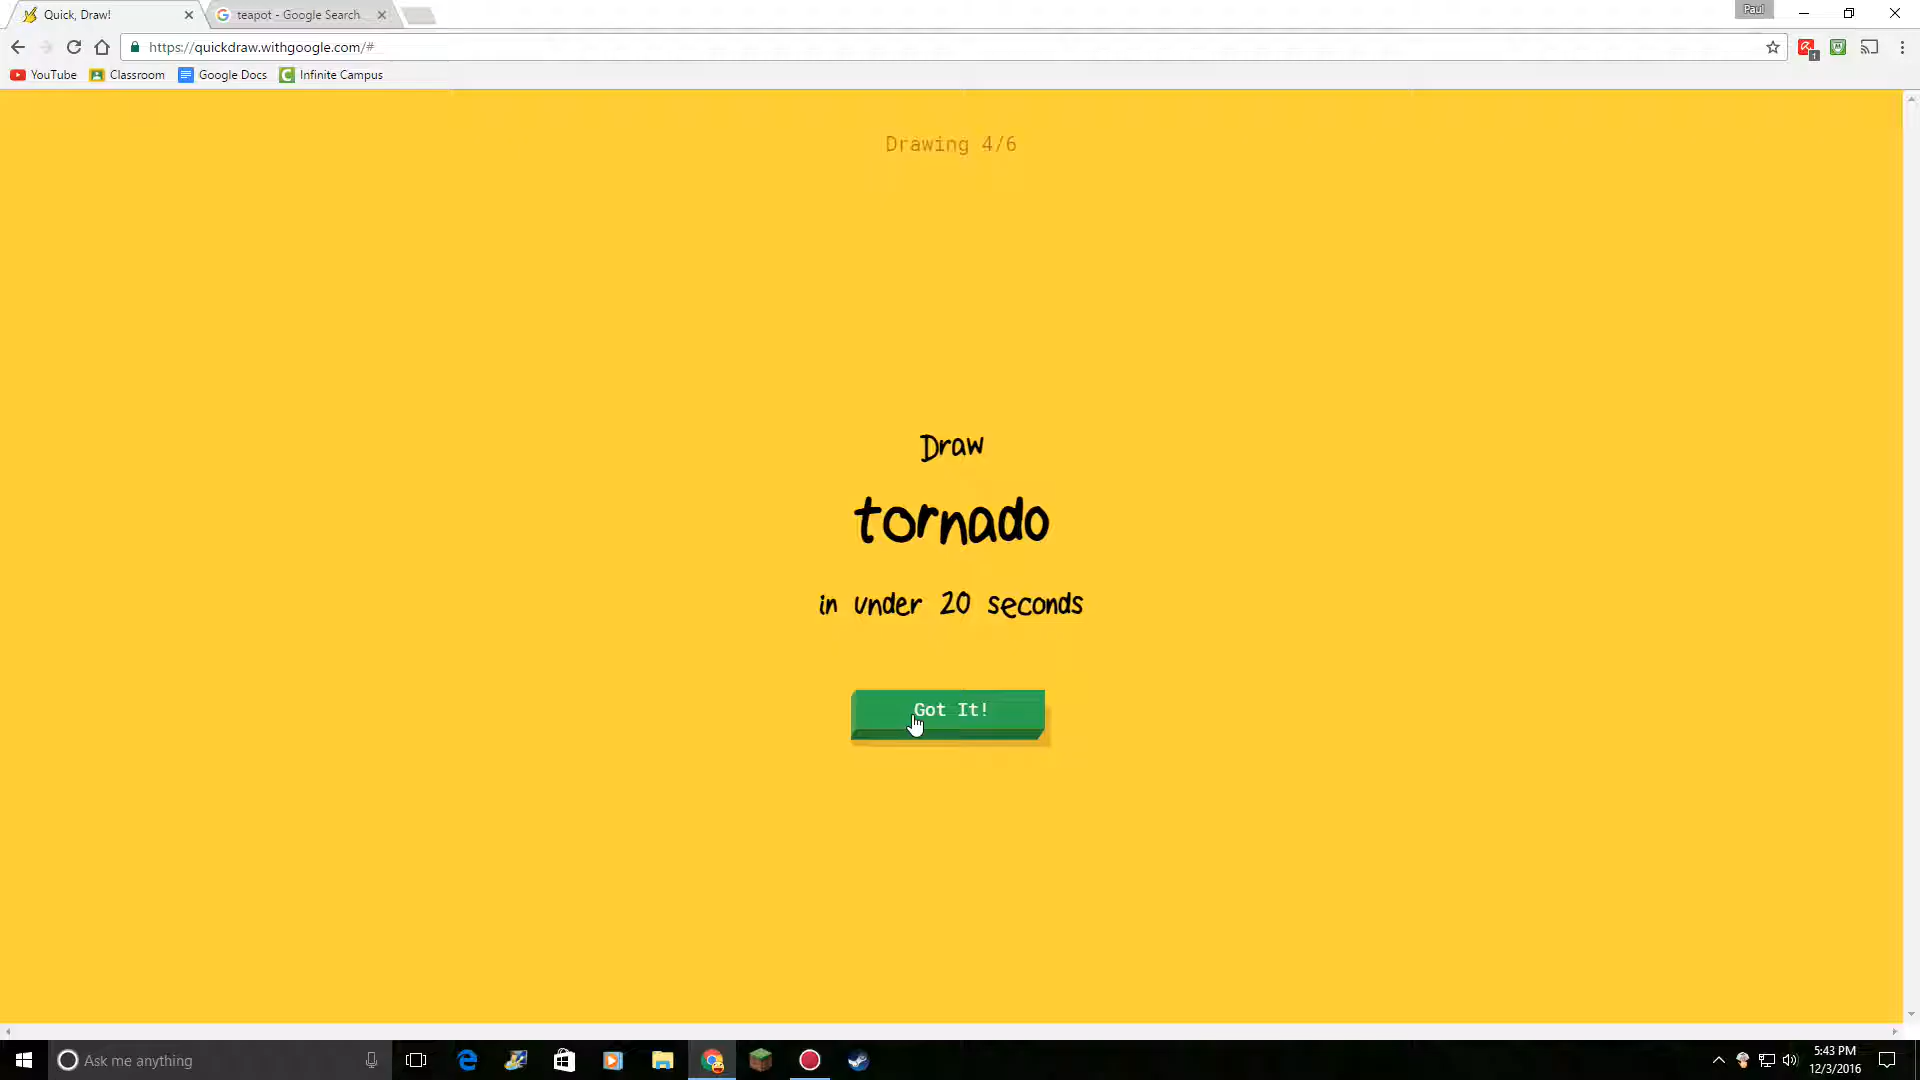 Quick, Draw!
teapot - Google Search
Paul
https://quickdraw.withgoogle.com/#
1
YouTube
Classroom
Google Docs
Infinite Campus
Drawing 4/6
Draw
tornado
in under 20 seconds
Got It!
Ask me anything
5:43 PM
12/3/2016